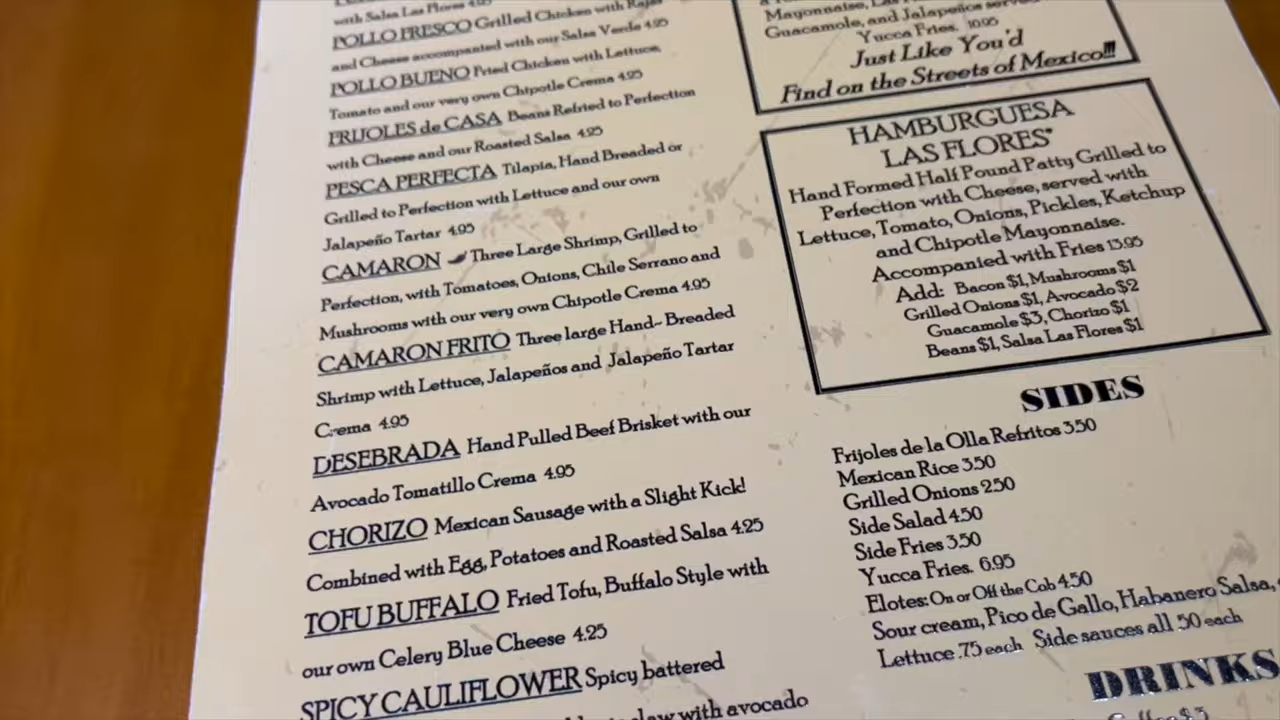 with Salsa Las Flores 4.95
POLLO FRESCO Grilled Chicken with Rajas
and Cheese accompanied with our Salsa Verde 4.95
POLLO BUENO Fried Chicken with Lettuce,
Tomato and our very own Chipotle Crema 4.95
FRIJOLES de CASA Beans Refried to Perfection
with Cheese and our Roasted Salsa 4.25
PESCA PERFECTA Tilapia, Hand Breaded or
Grilled to Perfection with Lettuce and our own
Jalapeño Tartar 4.95
CAMARON Three Large Shrimp, Grilled to
Perfection, with Tomatoes, Onions, Chile Serrano and
Mushrooms with our very own Chipotle Crema 4.95
CAMARON FRITO Three large Hand- Breaded
Shrimp with Lettuce, Jalapeños and Jalapeño Tartar
Crema 4.95
DESEBRADA Hand Pulled Beef Brisket with our
Avocado Tomatillo Crema 4.95
CHORIZO Mexican Sausage with a Slight Kick!
Combined with Egg, Potatoes and Roasted Salsa 4.25
TOFU BUFFALO Fried Tofu, Buffalo Style with
our own Celery Blue Cheese 4.25
SPICY CAULIFLOWER Spicy battered
slaw with avocado
Mayonnaise,
Guacamole, and Jalapeños served
Yucca Fries. 10.95
Just Like You'd
Find on the Streets of Mexico!!!
HAMBURGUESA
LAS FLORES*
Hand Formed Half Pound Patty Grilled to
Perfection with Cheese, served with
Lettuce, Tomato, Onions, Pickles, Ketchup
and Chipotle Mayonnaise.
Accompanied with Fries 13.95
Add: Bacon $1, Mushrooms $1
Grilled Onions $1, Avocado $2
Guacamole $3, Chorizo $1
Beans $1, Salsa Las Flores $1
SIDES
Frijoles de la Olla Refritos 3.50
Mexican Rice 3.50
Grilled Onions 2.50
Side Salad 4.50
Side Fries 3.50
Yucca Fries. 6.95
Elotes: On or Off the Cob 4.50
Sour cream, Pico de Gallo, Habanero Salsa,
Lettuce .75 each Side sauces all .50 each
DRINKS